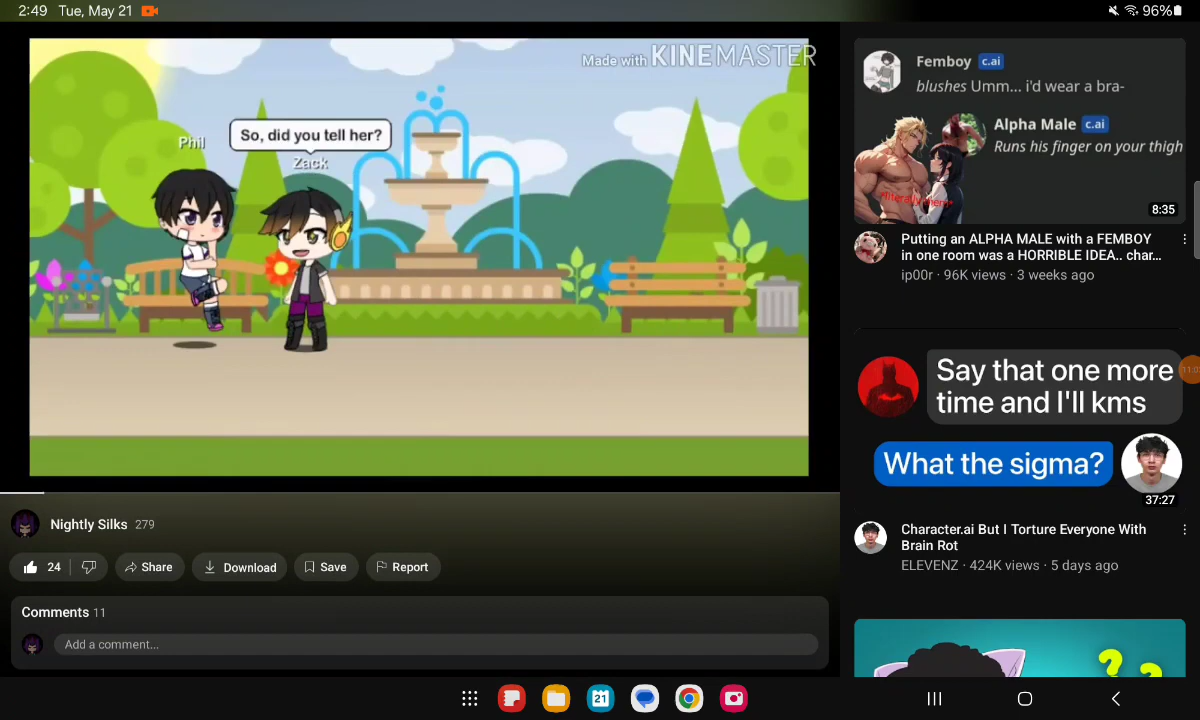 2:49 Tue, May 21
96%
Made with KINEMASTER
So, did you tell her?
Phil
Zack
Nightly Silks 279
24
Share
Download
Save
Report
Comments 11
Add a comment...
Femboy c.ai
blushes Umm... i'd wear a bra-
Alpha Male c.ai
Runs his finger on your thigh
8:35
Putting an ALPHA MALE with a FEMBOY
in one room was a HORRIBLE IDEA.. char...
ip00r · 96K views · 3 weeks ago
Say that one more
time and I'll kms
What the sigma?
37:27
Character.ai But I Torture Everyone With
Brain Rot
ELEVENZ · 424K views · 5 days ago
? ?
21